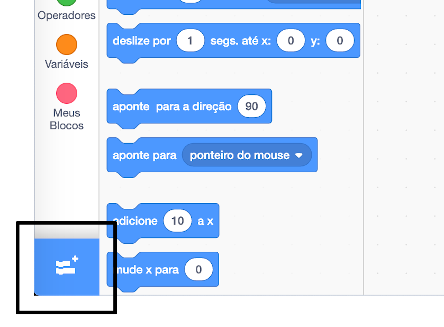 Operadores
deslize por 1 segs. até x: 0 y: 0
Variáveis
aponte para a direção 90
Meus
Blocos
aponte para ponteiro do mouse
adicione 10 a x
mude x para 0